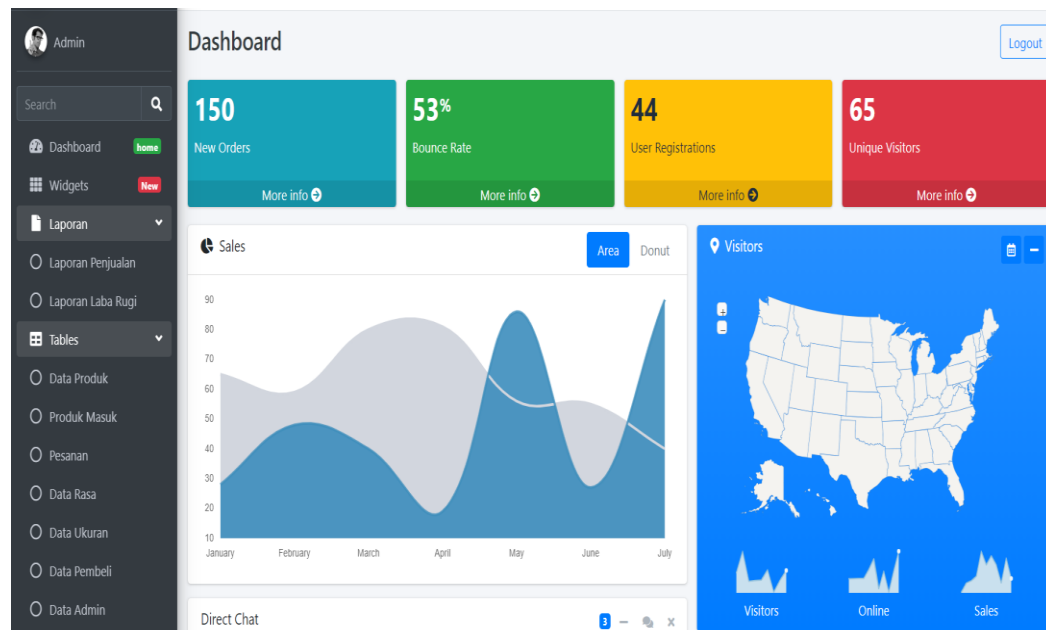 Admin
Search
Dashboard home
Widgets New
Laporan
Laporan Penjualan
Laporan Laba Rugi
Tables
Data Produk
Produk Masuk
Pesanan
Data Rasa
Data Ukuran
Data Pembeli
Data Admin
Dashboard
Logout
150
New Orders
More info
53%
Bounce Rate
More info
44
User Registrations
More info
65
Unique Visitors
More info
Sales
Area Donut
90
80
70
60
50
40
30
20
10
January February March April May June July
Visitors
+
-
Visitors Online Sales
Direct Chat
3